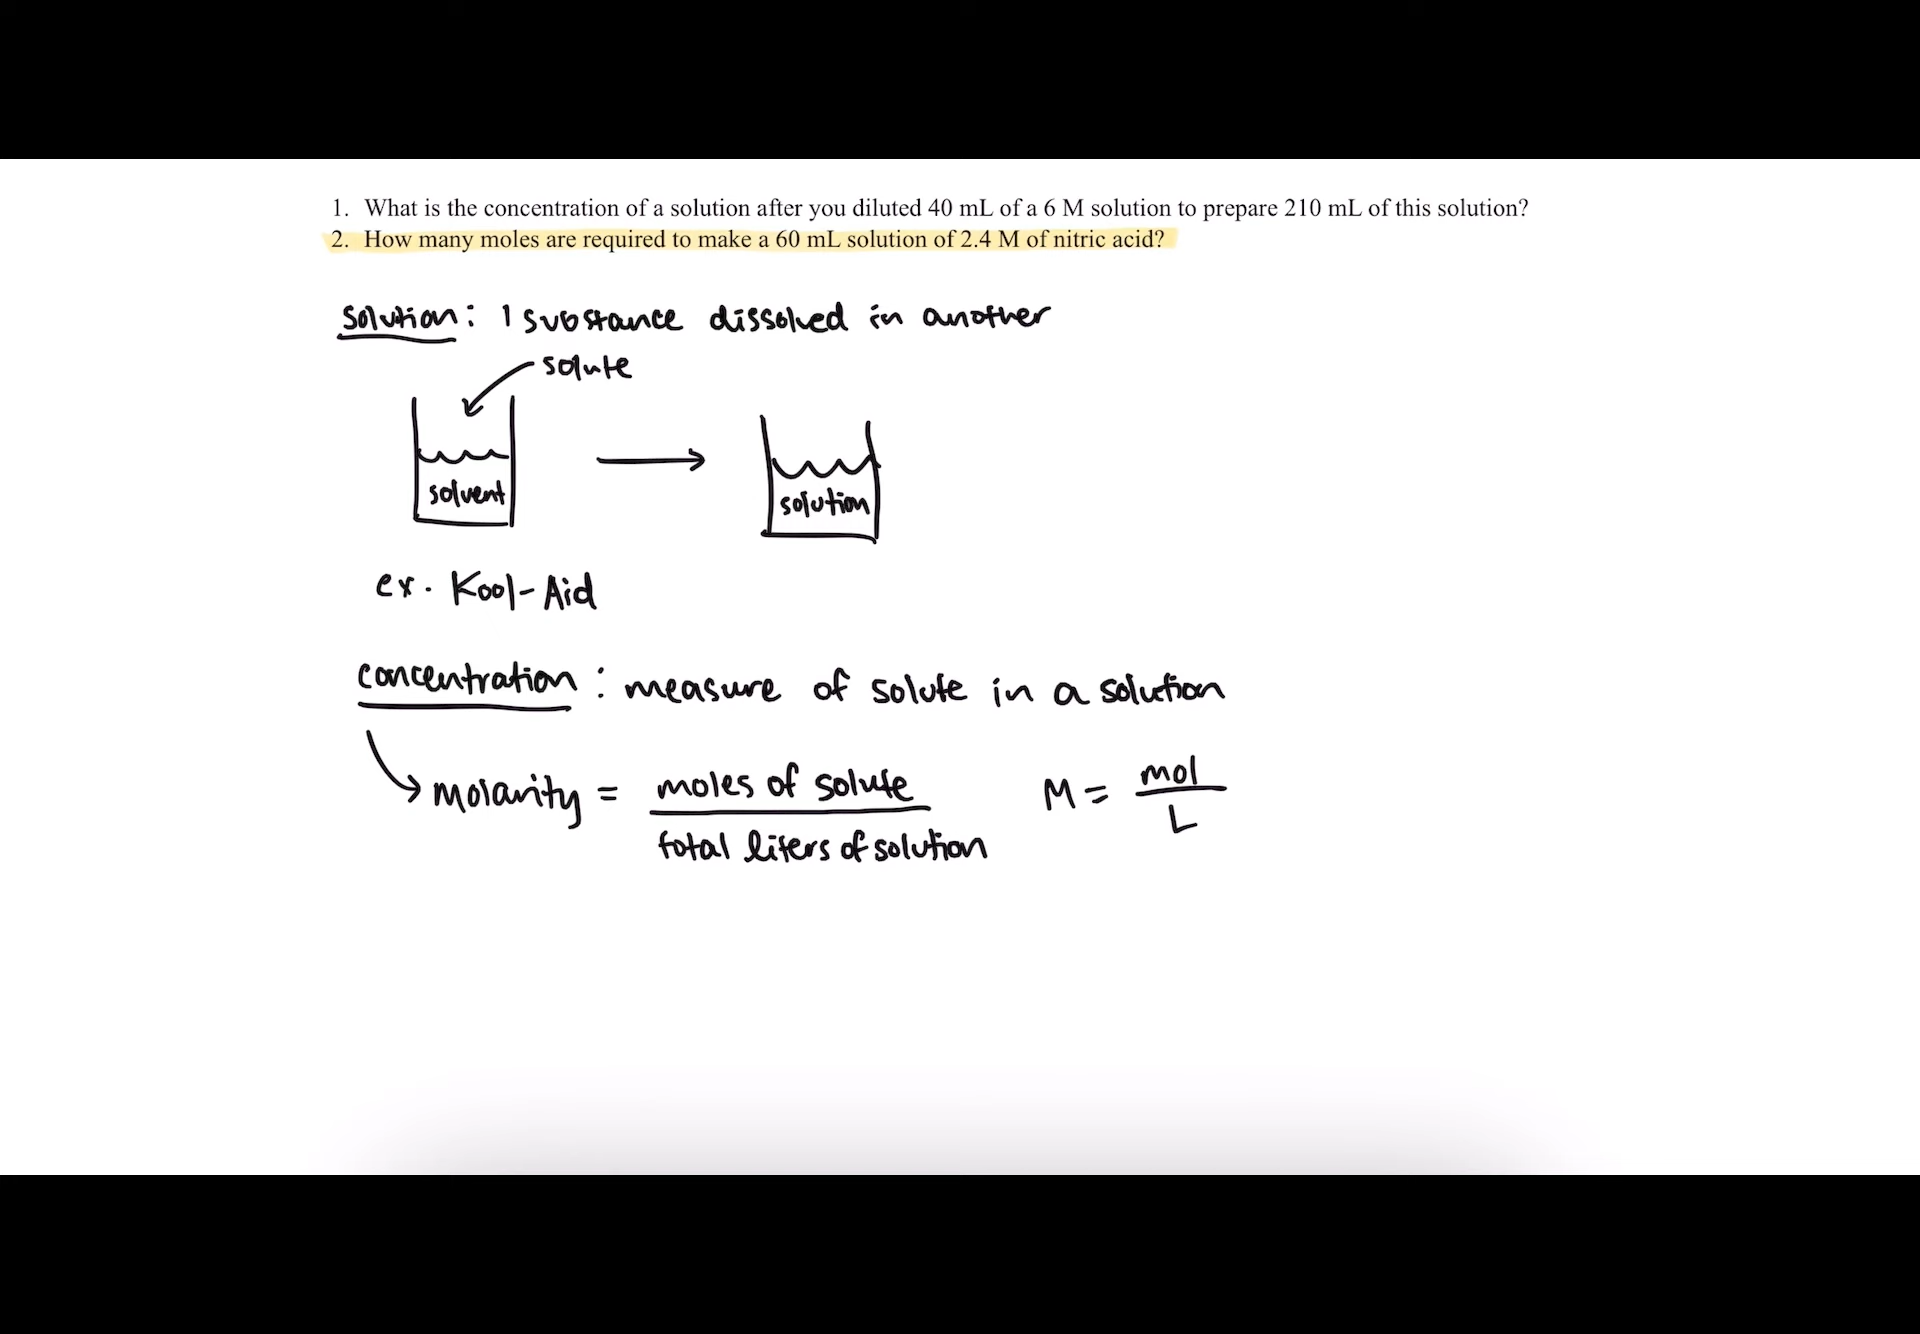 1. What is the concentration of a solution after you diluted 40 mL of a 6 M solution to prepare 210 mL of this solution?
2. How many moles are required to make a 60 mL solution of 2.4 M of nitric acid?
solution: 1 substance dissolved in another
solute
solvent
solution
ex. Kool-Aid
concentration: measure of solute in a solution
molarity = moles of solute / total liters of solution M = mol / L